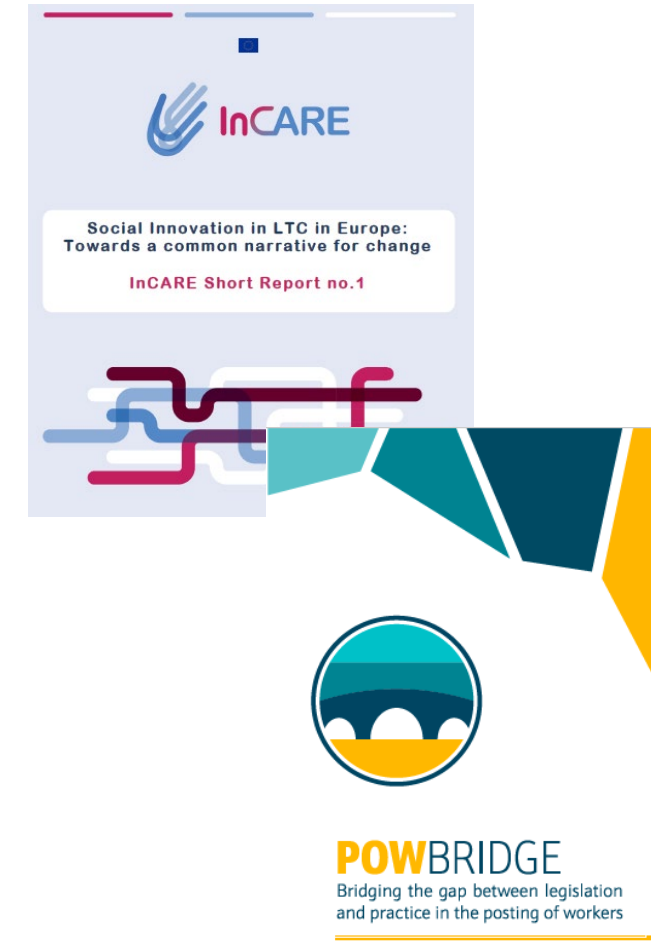 InCARE
Social Innovation in LTC in Europe:
Towards a common narrative for change
InCARE Short Report no.1
POWBRIDGE
Bridging the gap between legislation
and practice in the posting of workers